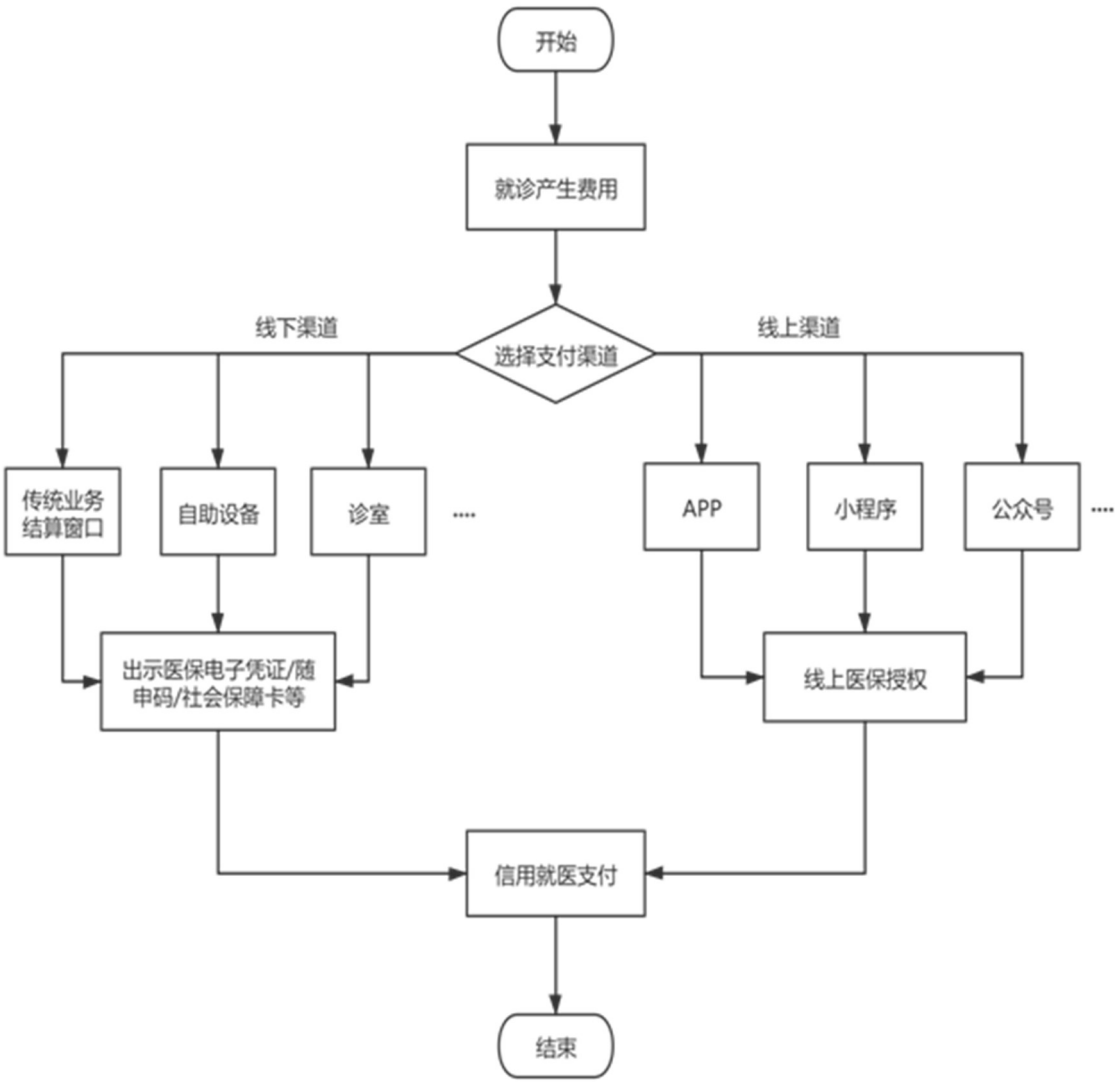 开始
就诊产生费用
线下渠道
线上渠道
选择支付渠道
传统业务
结算窗口
自助设备
诊室
....
APP
小程序
公众号
....
出示医保电子凭证/随
申码/社会保障卡等
线上医保授权
信用就医支付
结束